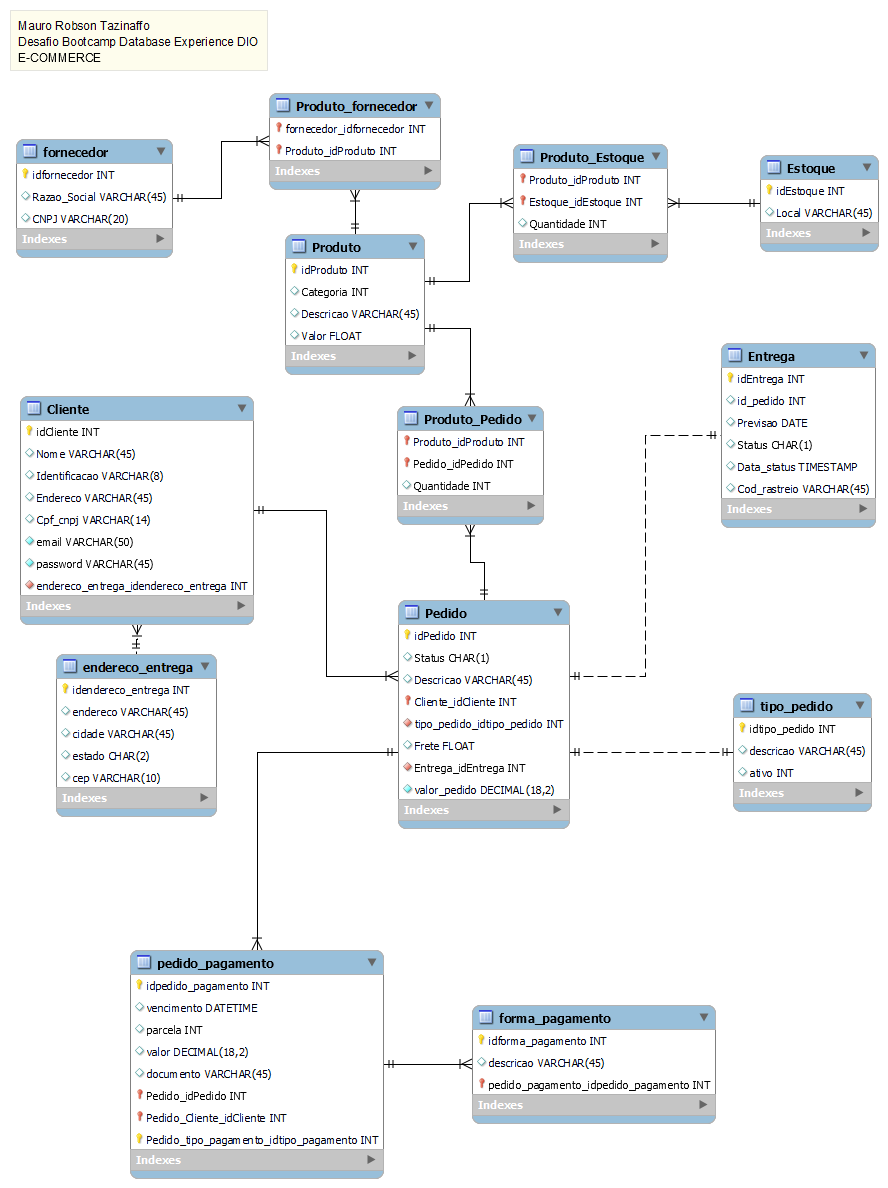 Mauro Robson Tazinaffo
Desafio Bootcamp Database Experience DIO
E-COMMERCE
Produto_fornecedor
fornecedor_idfornecedor INT
Produto_idProduto INT
Indexes
fornecedor
idfornecedor INT
Razao_Social VARCHAR(45)
CNPJ VARCHAR(20)
Indexes
Produto_Estoque
Produto_idProduto INT
Estoque_idEstoque INT
Quantidade INT
Indexes
Estoque
idEstoque INT
Local VARCHAR(45)
Indexes
Produto
idProduto INT
Categoria INT
Descricao VARCHAR(45)
Valor FLOAT
Indexes
Entrega
idEntrega INT
id_pedido INT
Previsao DATE
Status CHAR(1)
Data_status TIMESTAMP
Cod_rastreio VARCHAR(45)
Indexes
Cliente
idCliente INT
Nome VARCHAR(45)
Identificacao VARCHAR(8)
Endereco VARCHAR(45)
Cpf_cnpj VARCHAR(14)
email VARCHAR(50)
password VARCHAR(45)
endereco_entrega_idendereco_entrega INT
Indexes
Produto_Pedido
Produto_idProduto INT
Pedido_idPedido INT
Quantidade INT
Indexes
Pedido
idPedido INT
Status CHAR(1)
Descricao VARCHAR(45)
Cliente_idCliente INT
tipo_pedido_idtipo_pedido INT
Frete FLOAT
Entrega_idEntrega INT
valor_pedido DECIMAL(18,2)
Indexes
endereco_entrega
idendereco_entrega INT
endereco VARCHAR(45)
cidade VARCHAR(45)
estado CHAR(2)
cep VARCHAR(10)
Indexes
tipo_pedido
idtipo_pedido INT
descricao VARCHAR(45)
ativo INT
Indexes
pedido_pagamento
idpedido_pagamento INT
vencimento DATETIME
parcela INT
valor DECIMAL(18,2)
documento VARCHAR(45)
Pedido_idPedido INT
Pedido_Cliente_idCliente INT
Pedido_tipo_pagamento_idtipo_pagamento INT
Indexes
forma_pagamento
idforma_pagamento INT
descricao VARCHAR(45)
pedido_pagamento_idpedido_pagamento INT
Indexes